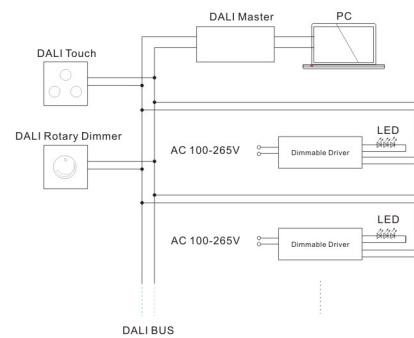 DALI Master
PC
DALI Touch
DALI Rotary Dimmer
AC 100-265V
Dimmable Driver
LED
AC 100-265V
Dimmable Driver
LED
DALI BUS